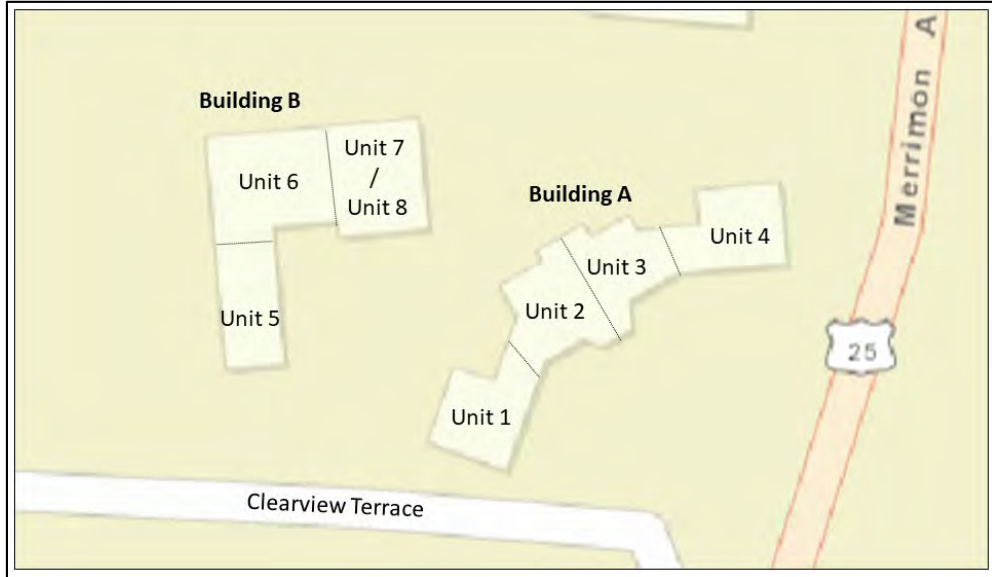 Building B
Unit 6
Unit 7
/
Unit 8
Unit 5
Building A
Unit 4
Unit 3
Unit 2
Unit 1
Merrimon A
25
Clearview Terrace